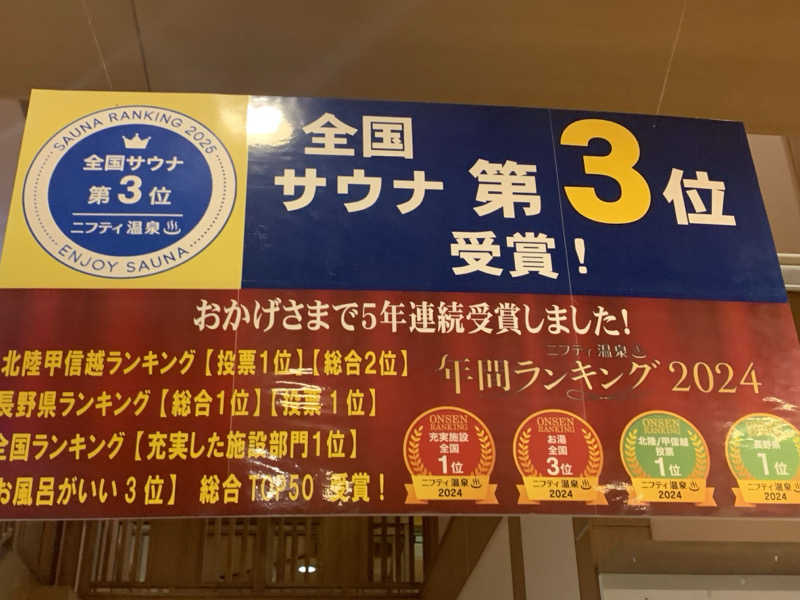 SAUNA RANKING 2025
全国サウナ
第3位
ニフティ温泉
ENJOY SAUNA
全国
サウナ 第3位
受賞!
おかげさまで5年連続受賞しました!
北陸甲信越ランキング【投票1位】【総合2位】
長野県ランキング【総合1位】【投票1位】
全国ランキング【充実した施設部門1位】
お風呂がいい3位】 総合TOP50 受賞!
ニフティ温泉
年間ランキング 2024
ONSEN
RANKING
充実施設
全国
1位
ニフティ温泉
2024
ONSEN
RANKING
お湯
全国
3位
ニフティ温泉
2024
ONSEN
RANKING
北陸/甲信越
投票
1位
ニフティ温泉
2024
ONSEN
RANKING
長野県
1位
ニフティ温泉
2024